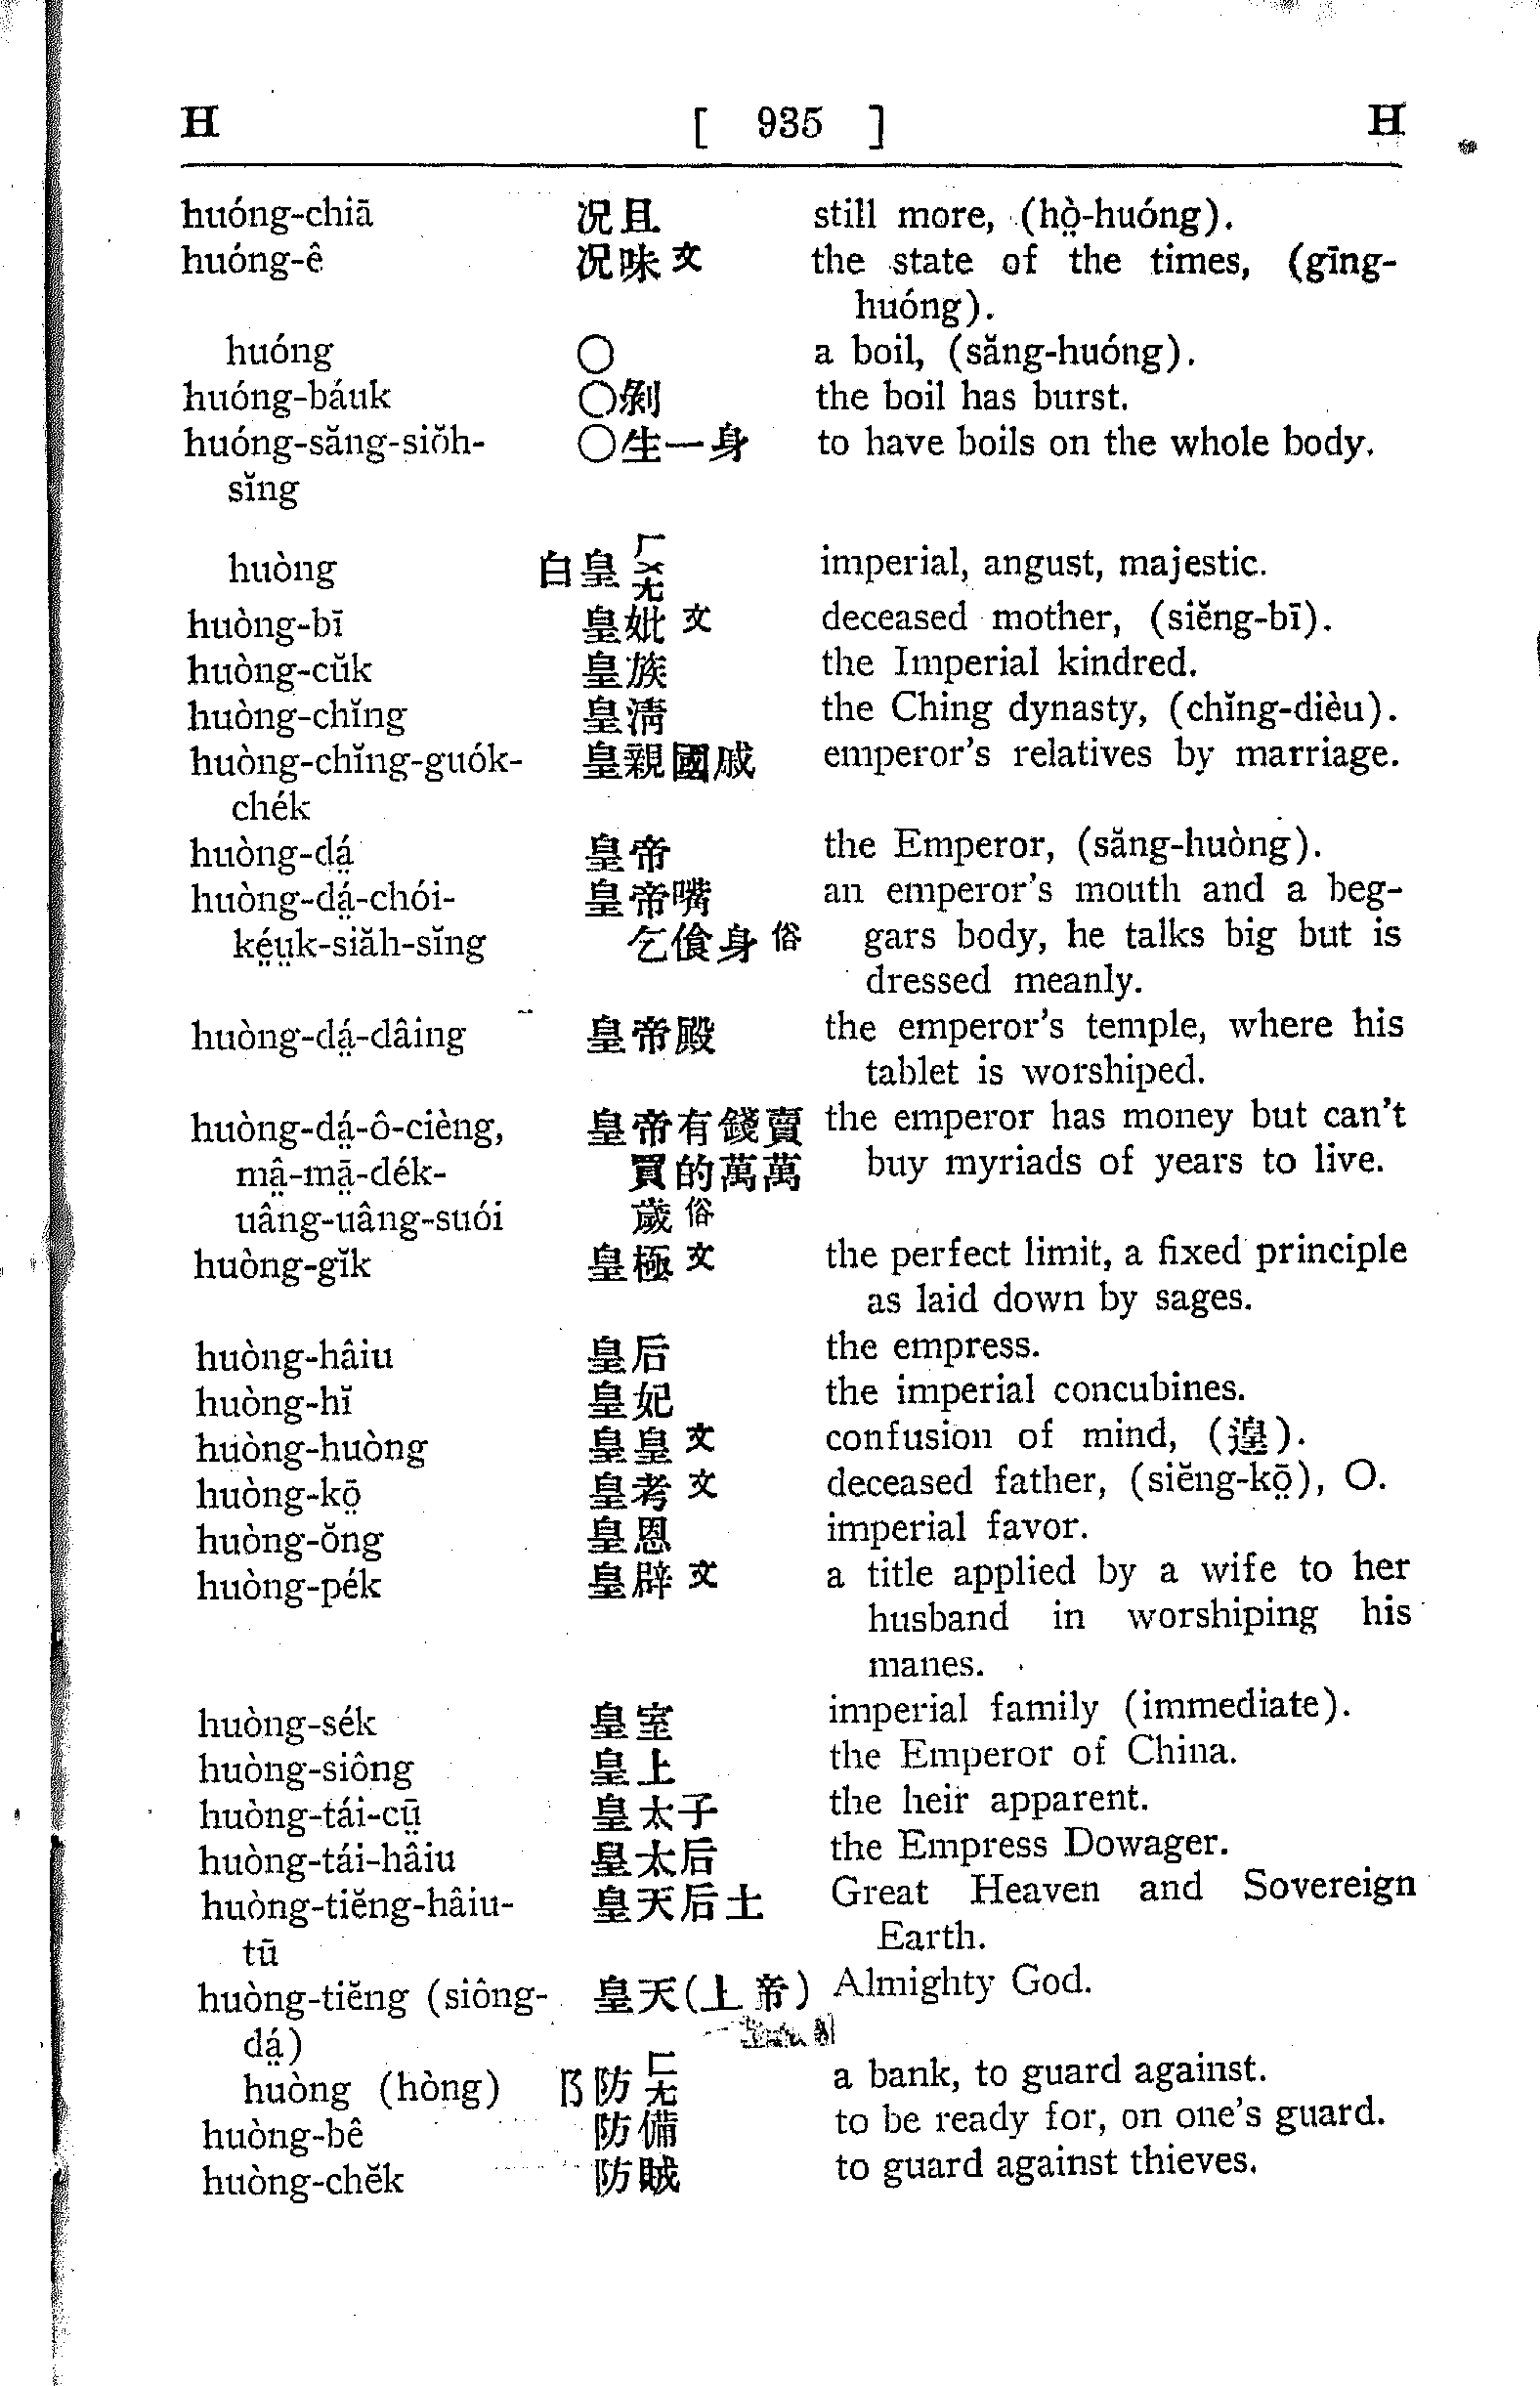 H [ 935 ] H
huóng-chiā 况且 still more, (hò̤-huóng).
huóng-ê 况味文 the state of the times, (gīng-
huóng).
huóng ○ a boil, (săng-huóng).
huóng-báuk ○剝 the boil has burst.
huóng-săng-siŏh- ○生一身 to have boils on the whole body.
sĭng
huòng 白皇ㄏㄨㄤ imperial, angust, majestic.
huòng-bī 皇妣文 deceased mother, (siĕng-bī).
huòng-cŭk 皇族 the Imperial kindred.
huòng-chĭng 皇淸 the Ching dynasty, (chĭng-dièu).
huòng-chĭng-guók- 皇親國戚 emperor's relatives by marriage.
chék
huòng-dá̤ 皇帝 the Emperor, (săng-huòng).
huòng-dá̤-chói- 皇帝嘴 an emperor's mouth and a beg-
ké̤ṳk-siăh-sĭng 乞飡身俗 gars body, he talks big but is
dressed meanly.
huòng-dá̤-dâing 皇帝殿 the emperor's temple, where his
tablet is worshiped.
huòng-dá̤-ô-cièng, 皇帝有錢賣 the emperor has money but can't
mâ̤-mā̤-dék- 買的萬萬 buy myriads of years to live.
uâng-uâng-suói 歲俗
huòng-gĭk 皇極文 the perfect limit, a fixed principle
as laid down by sages.
huòng-hâiu 皇后 the empress.
huòng-hĭ 皇妃 the imperial concubines.
huòng-huòng 皇皇文 confusion of mind, (遑).
huòng-kō̤ 皇考文 deceased father, (siĕng-kō̤), O.
huòng-ŏng 皇恩 imperial favor.
huòng-pék 皇辟文 a title applied by a wife to her
husband in worshiping his
manes.
huòng-sék 皇室 imperial family (immediate).
huòng-siông 皇上 the Emperor of China.
huòng-tái-cṳ̄ 皇太子 the heir apparent.
huòng-tái-hâiu 皇太后 the Empress Dowager.
huòng-tiĕng-hâiu- 皇天后土 Great Heaven and Sovereign
tū Earth.
huòng-tiĕng (siông- 皇天(上帝) Almighty God.
dá̤)
huòng (hòng) 阝防ㄈㄤ a bank, to guard against.
huòng-bê 防備 to be ready for, on one's guard.
huòng-chĕk 防賊 to guard against thieves.